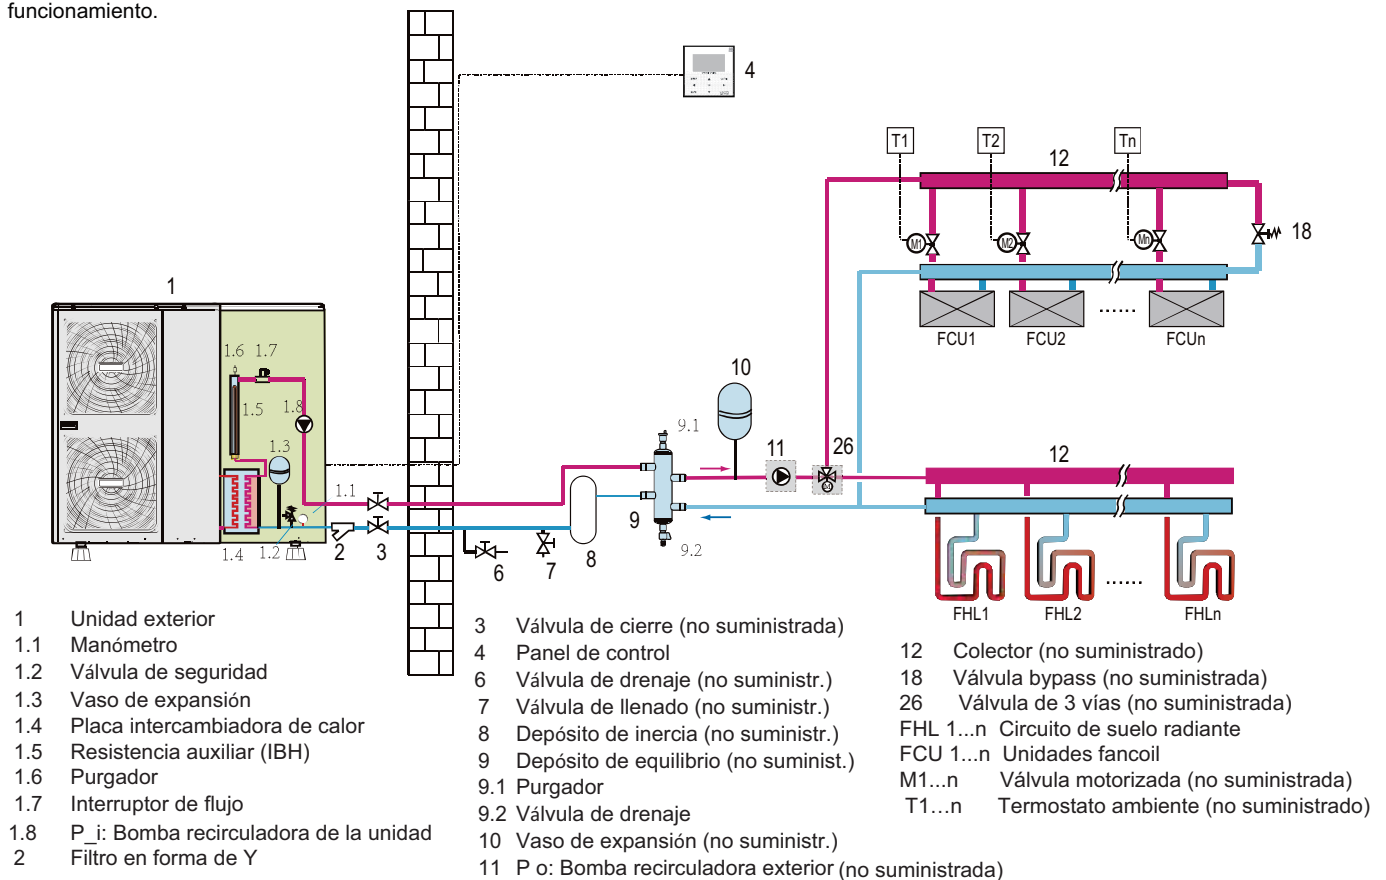 funcionamiento.
4
T1
T2
Tn
12
M1
M2
Mn
18
1
FCU1
FCU2
......
FCUn
1.6
1.7
10
1.5
1.8
9.1
1.3
11
26
12
M
1.1
9
1.4
1.2
2
3
6
7
8
9.2
......
FHL1
FHL2
FHLn
1 Unidad exterior
1.1 Manómetro
1.2 Válvula de seguridad
1.3 Vaso de expansión
1.4 Placa intercambiadora de calor
1.5 Resistencia auxiliar (IBH)
1.6 Purgador
1.7 Interruptor de flujo
1.8 P_i: Bomba recirculadora de la unidad
2 Filtro en forma de Y
3 Válvula de cierre (no suministrada)
4 Panel de control
6 Válvula de drenaje (no suministr.)
7 Válvula de llenado (no suministr.)
8 Depósito de inercia (no suministr.)
9 Depósito de equilibrio (no suminist.)
9.1 Purgador
9.2 Válvula de drenaje
10 Vaso de expansión (no suministr.)
11 P o: Bomba recirculadora exterior (no suministrada)
12 Colector (no suministrado)
18 Válvula bypass (no suministrada)
26 Válvula de 3 vías (no suministrada)
FHL 1...n Circuito de suelo radiante
FCU 1...n Unidades fancoil
M1...n Válvula motorizada (no suministrada)
T1...n Termostato ambiente (no suministrado)